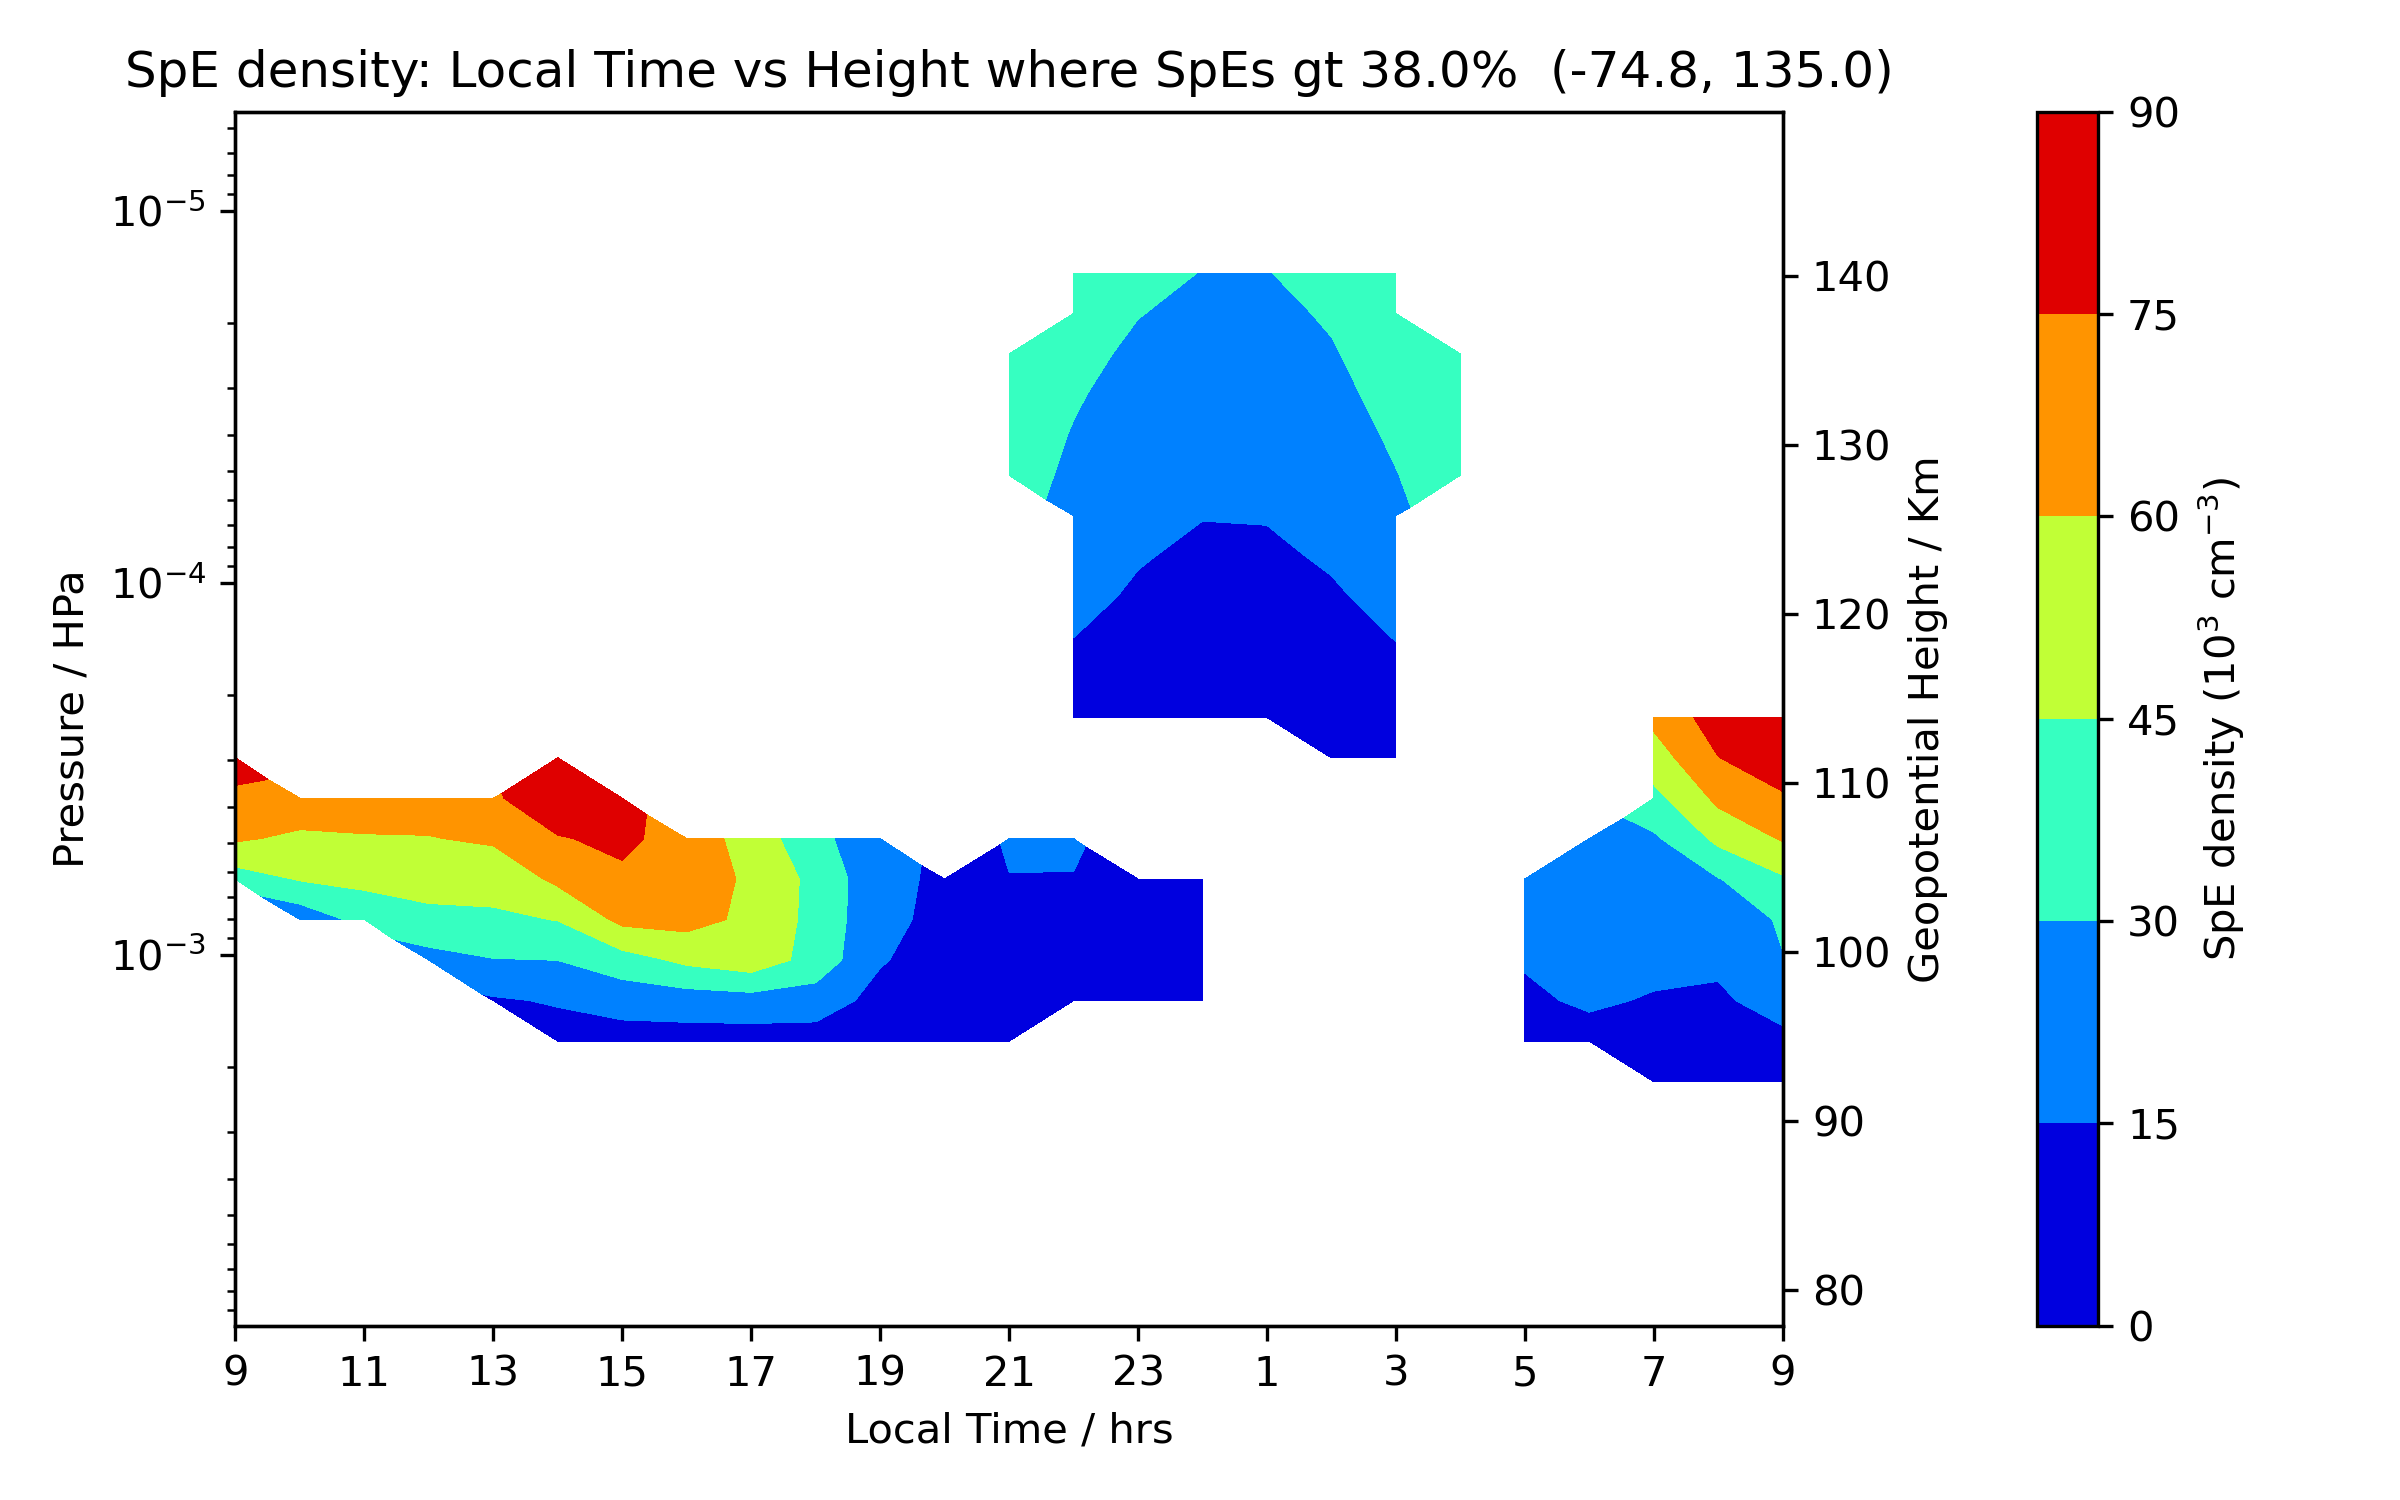 SpE density: Local Time vs Height where SpEs gt 38.0%  (-74.8, 135.0)
Pressure / HPa
10⁻⁵
10⁻⁴
10⁻³
9 11 13 15 17 19 21 23 1 3 5 7 9
Local Time / hrs
140
130
120
110
100
90
80
Geopotential Height / Km
90
75
60
45
30
15
0
SpE density (10³ cm⁻³)